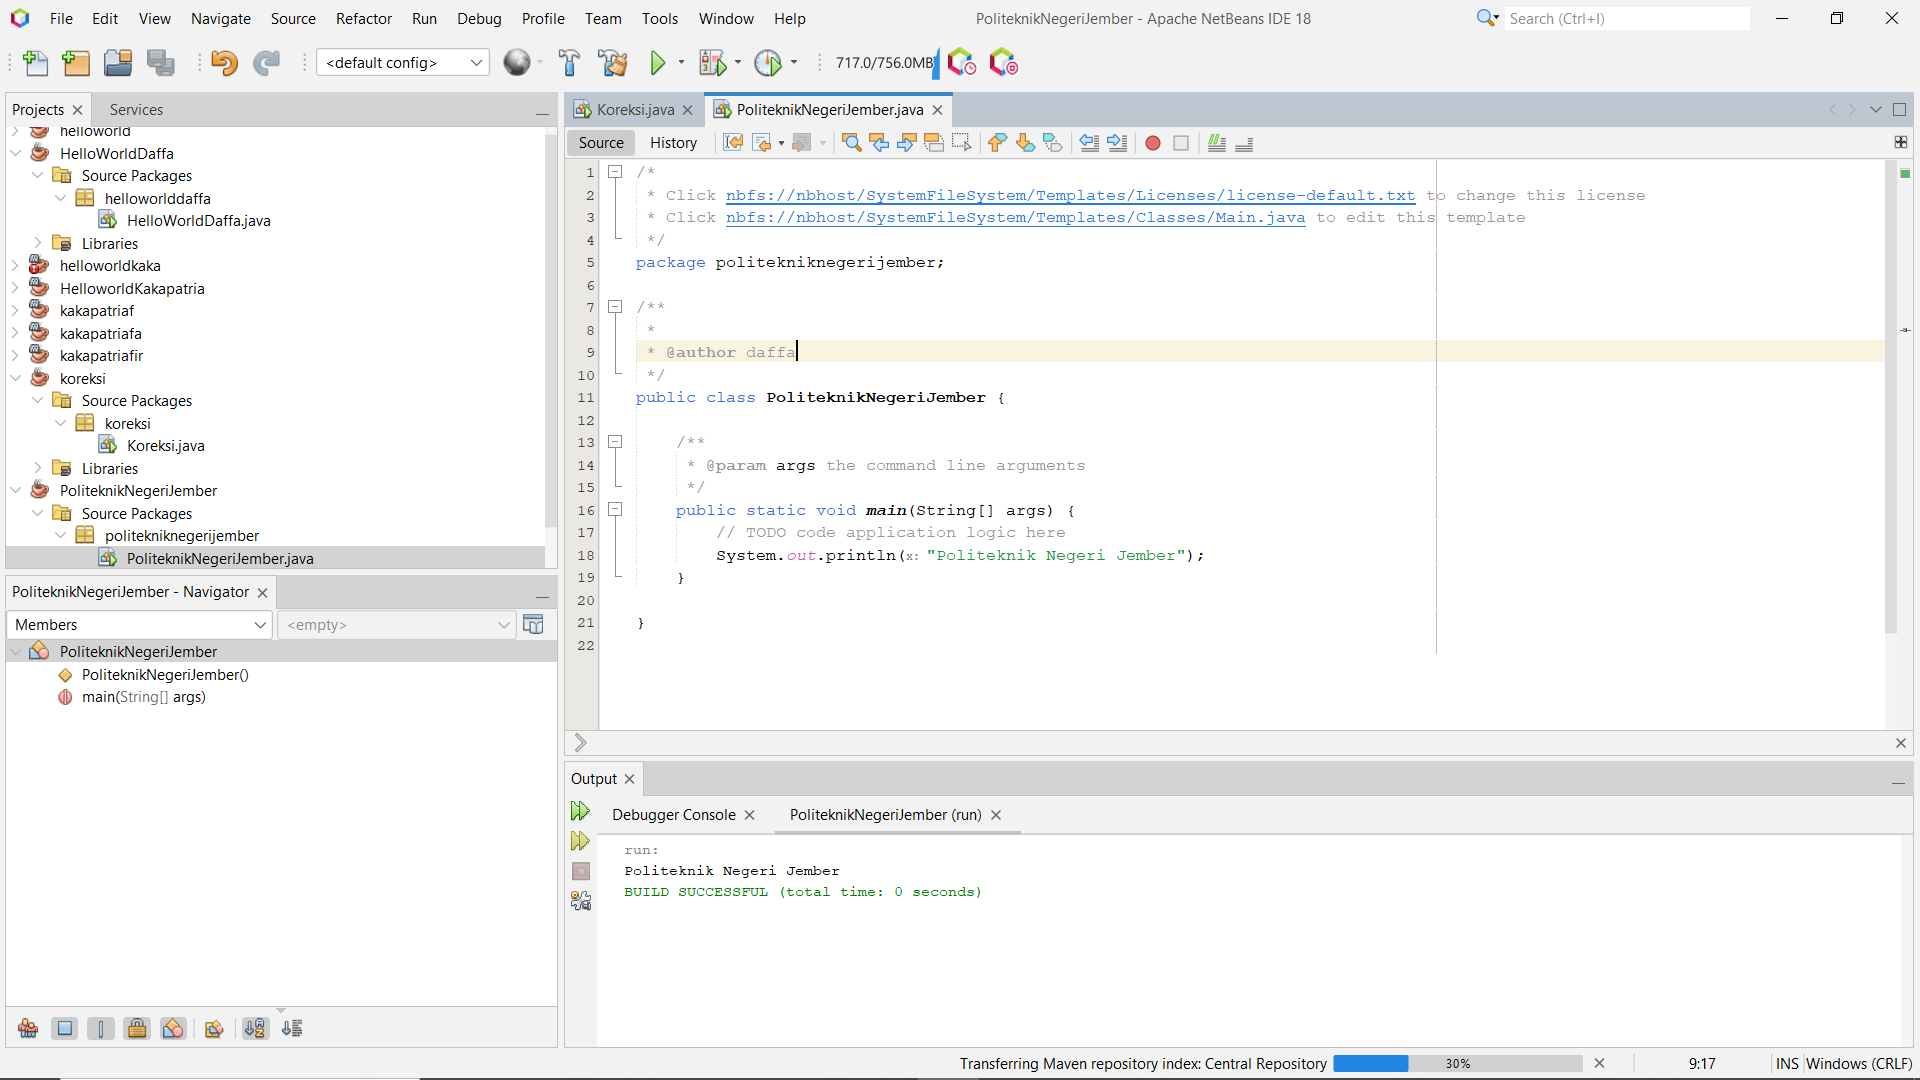 File Edit View Navigate Source Refactor Run Debug Profile Team Tools Window Help
PoliteknikNegeriJember - Apache NetBeans IDE 18
Search (Ctrl+I)
<default config>
717.0/756.0MB
Projects
Services
helloworld
HelloWorldDaffa
Source Packages
helloworlddaffa
HelloWorldDaffa.java
Libraries
helloworldkaka
HelloworldKakapatria
kakapatriaf
kakapatriafa
kakapatriafir
koreksi
Source Packages
koreksi
Koreksi.java
Libraries
PoliteknikNegeriJember
Source Packages
politekniknegerijember
PoliteknikNegeriJember.java
PoliteknikNegeriJember - Navigator
Members
<empty>
PoliteknikNegeriJember
PoliteknikNegeriJember()
main(String[] args)
Koreksi.java
PoliteknikNegeriJember.java
Source
History
1 /*
2 * Click nbfs://nbhost/SystemFileSystem/Templates/Licenses/license-default.txt to change this license
3 * Click nbfs://nbhost/SystemFileSystem/Templates/Classes/Main.java to edit this template
4 */
5 package politekniknegerijember;
6
7 /**
8 *
9 * @author daffa
10 */
11 public class PoliteknikNegeriJember {
12
13 /**
14 * @param args the command line arguments
15 */
16 public static void main(String[] args) {
17 // TODO code application logic here
18 System.out.println(x: "Politeknik Negeri Jember");
19 }
20
21 }
22
Output
Debugger Console
PoliteknikNegeriJember (run)
run:
Politeknik Negeri Jember
BUILD SUCCESSFUL (total time: 0 seconds)
Transferring Maven repository index: Central Repository
30%
9:17
INS
Windows (CRLF)